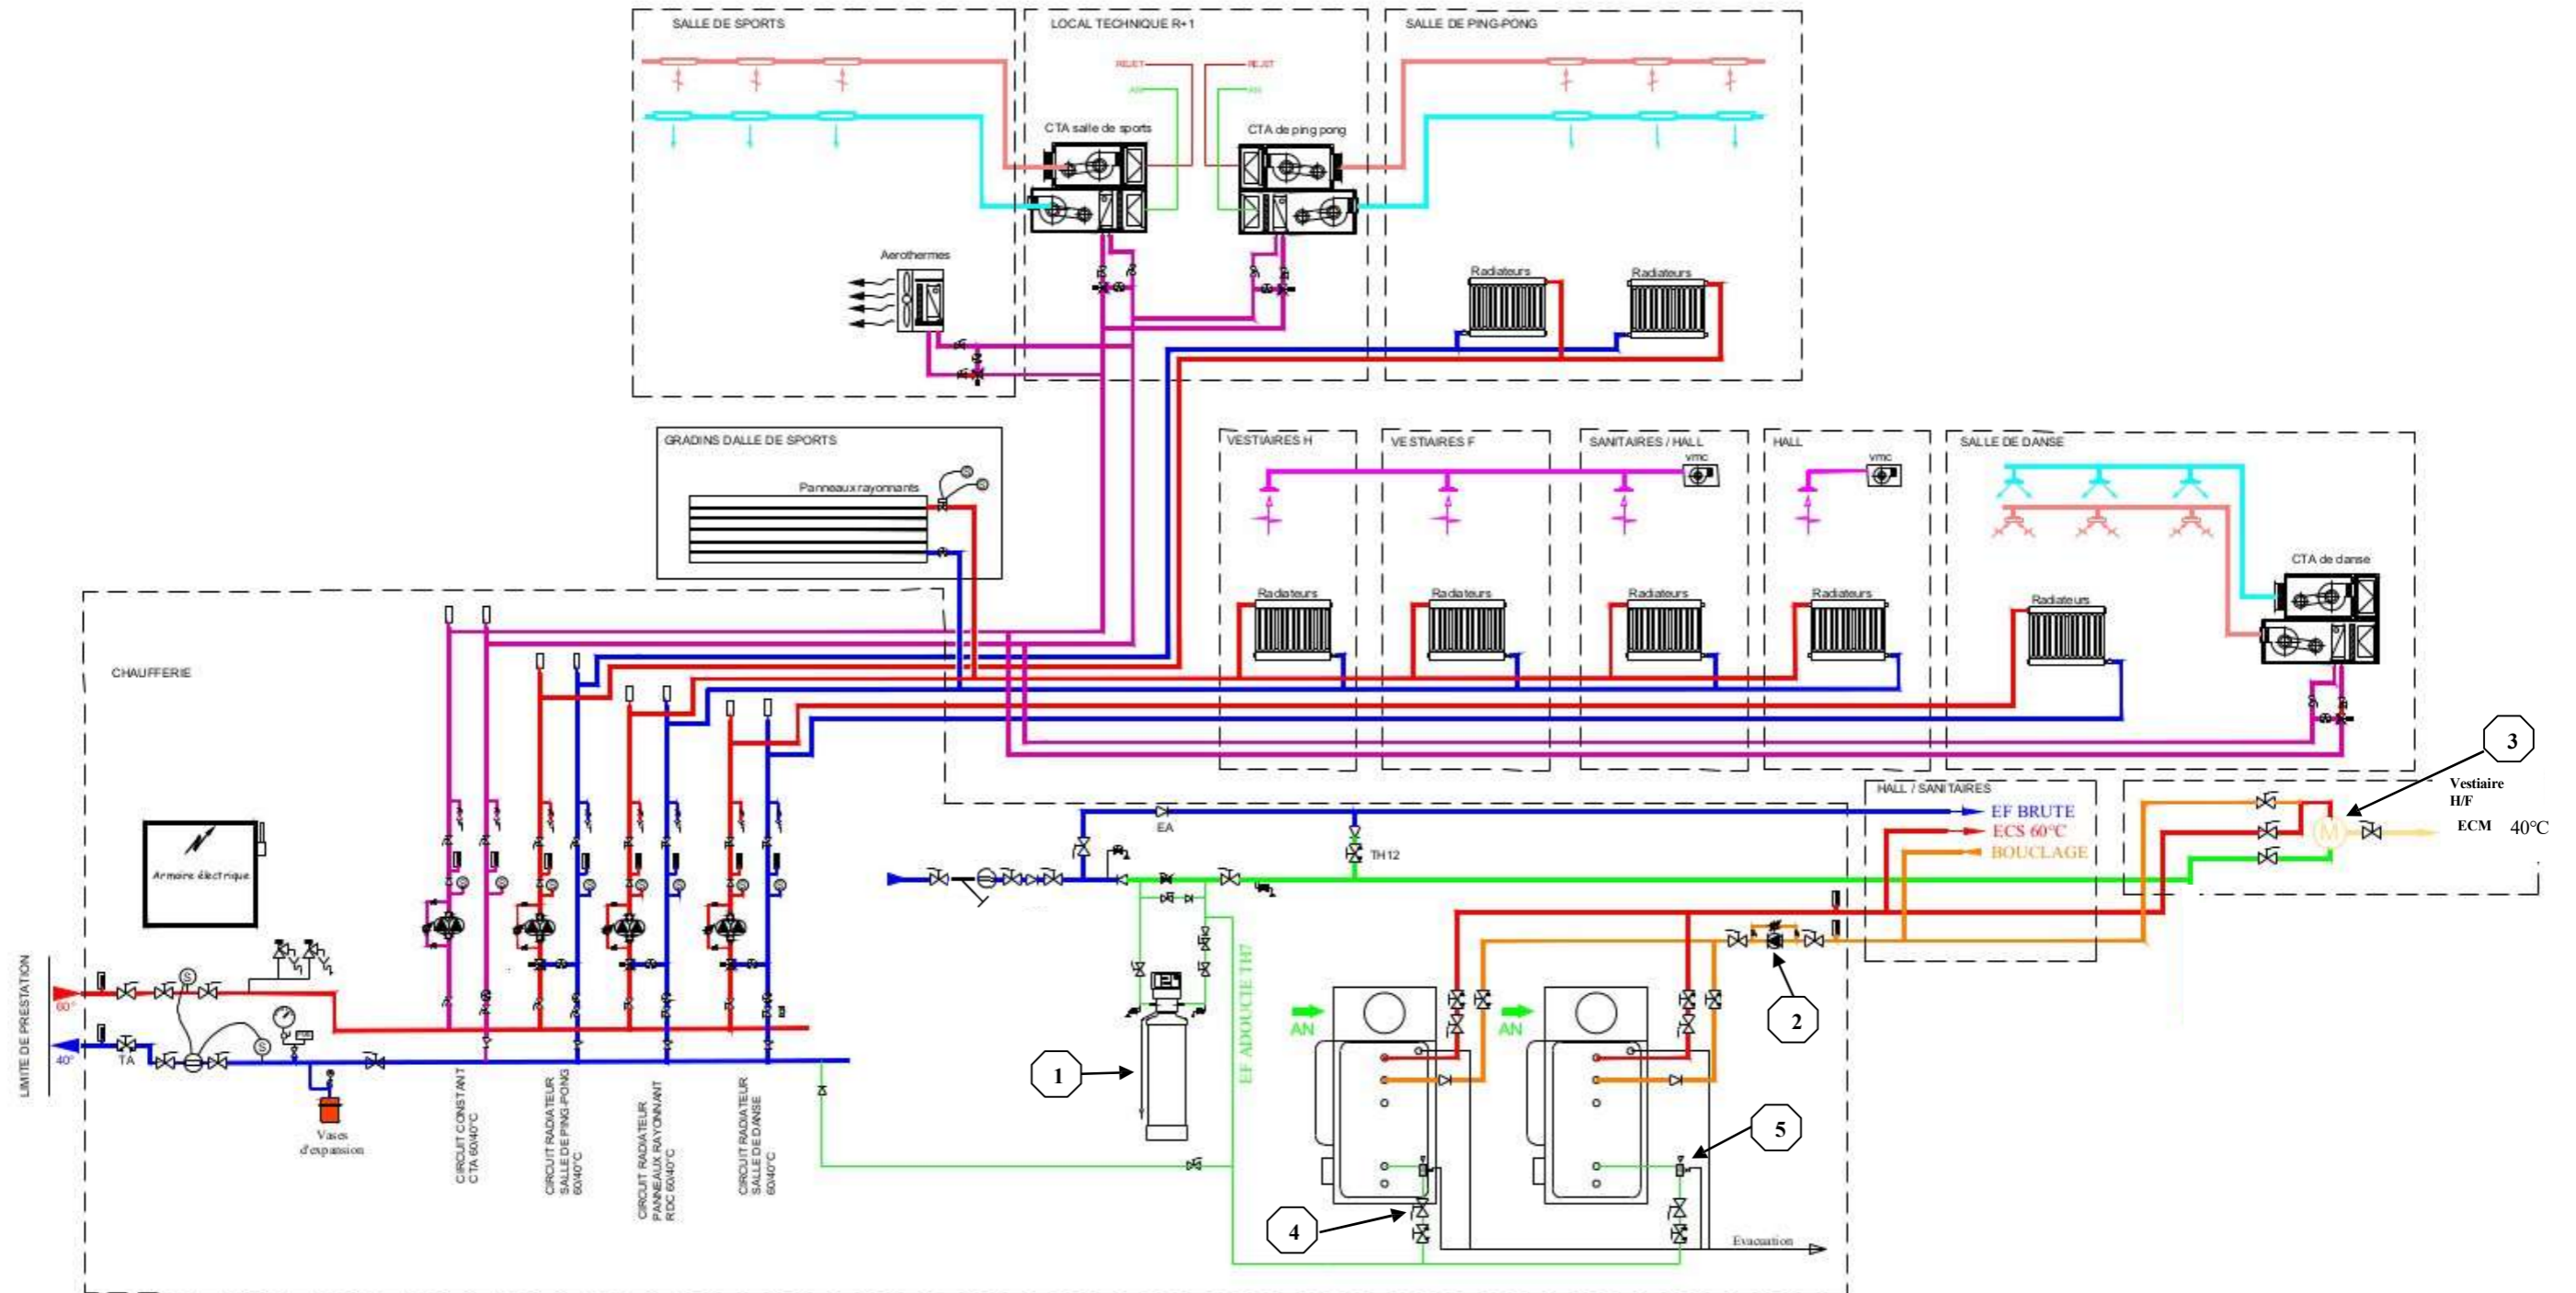 SALLE DE SPORTS
LOCAL TECHNIQUE R+1
SALLE DE PING-PONG
REJET
REJET
AN
AN
CTA salle de sports
CTA de ping pong
Aerothermes
Radiateurs
Radiateurs
GRADINS DALLE DE SPORTS
Panneaux rayonnants
S
S
VESTIAIRES H
VESTIAIRES F
SANITAIRES / HALL
HALL
SALLE DE DANSE
vmc
vmc
CTA de danse
Radiateurs
Radiateurs
Radiateurs
Radiateurs
Radiateurs
CHAUFFERIE
Armoire électrique
LIMITE DE PRESTATION
60°
40°
TA
S
S
Vases
d'expansion
CIRCUIT CONSTANT
CTA 60/40°C
CIRCUIT RADIATEUR
SALLE DE PING-PONG
60/40°C
CIRCUIT RADIATEUR
PANNEAUX RAYONNANT
RDC 60/40°C
CIRCUIT RADIATEUR
SALLE DE DANSE
60/40°C
EA
TH12
HALL / SANITAIRES
EF BRUTE
ECS 60°C
BOUCLAGE
3
Vestiaire
H/F
ECM 40°C
M
EF ADOUCIE TH7
1
AN
AN
2
4
5
Evacuation